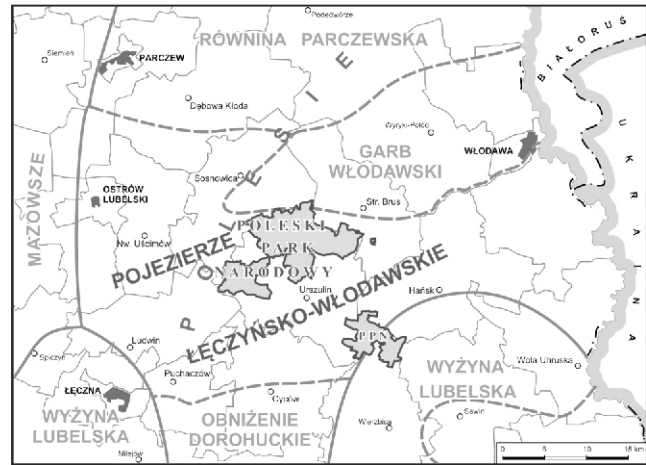 Podedwórze
RÓWNINA PARCZEWSKA
Siemień
PARCZEW
Dębowa Kłoda
BIAŁORUŚ
UKRAINA
Wyryki-Połód
WŁODAWA
GARB
WŁODAWSKI
POLESIE
MAZOWSZE
Sosnowica
OSTRÓW
LUBELSKI
Str. Brus
Nw. Uścimów
POLESKI
PARK
NARODOWY
POJEZIERZE
ŁĘCZYŃSKO-WŁODAWSKIE
Urszulin
Hańsk
PPN
Spiczyn
Ludwin
Puchaczów
Wola Uhruska
WYŻYNA
LUBELSKA
ŁĘCZNA
Cyców
WYŻYNA
LUBELSKA
OBNIŻENIE
DOROHUCKIE
Wierzbica
Sawin
Milejów
0 5 10 15 km